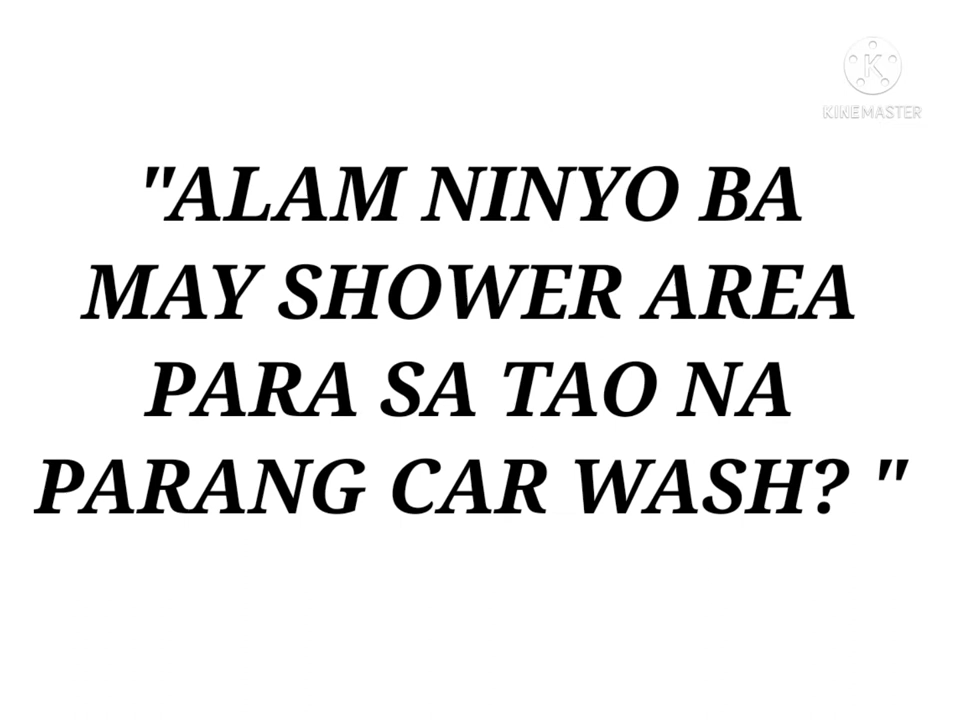 KINEMASTER
"ALAM NINYO BA
MAY SHOWER AREA
PARA SA TAO NA
PARANG CAR WASH? "